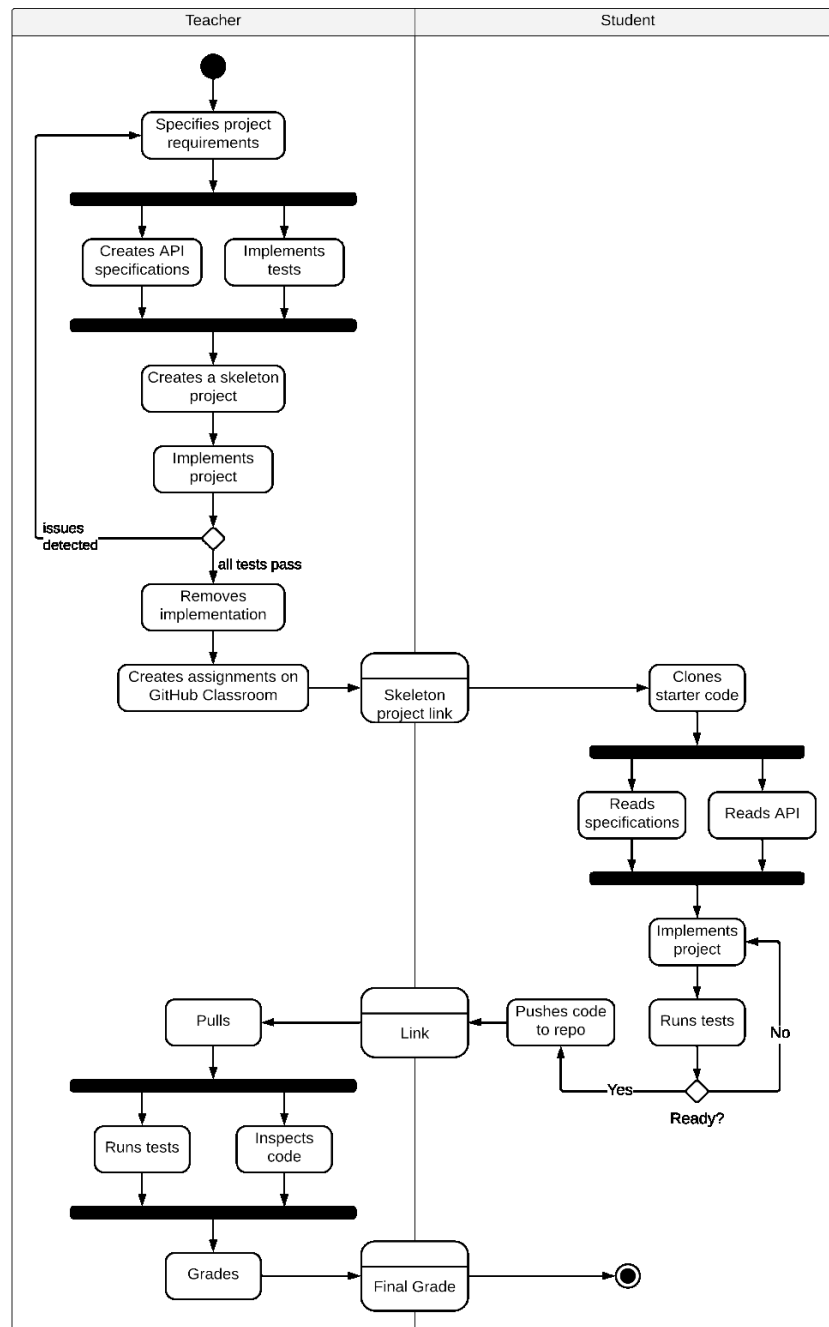 Teacher
Student
Specifies project
requirements
Creates API
specifications
Implements
tests
Creates a skeleton
project
Implements
project
issues
detected
all tests pass
Removes
implementation
Creates assignments on
GitHub Classroom
Skeleton
project link
Clones
starter code
Reads
specifications
Reads API
Implements
project
Runs tests
No
Ready?
Yes
Pushes code
to repo
Link
Pulls
Runs tests
Inspects
code
Grades
Final Grade